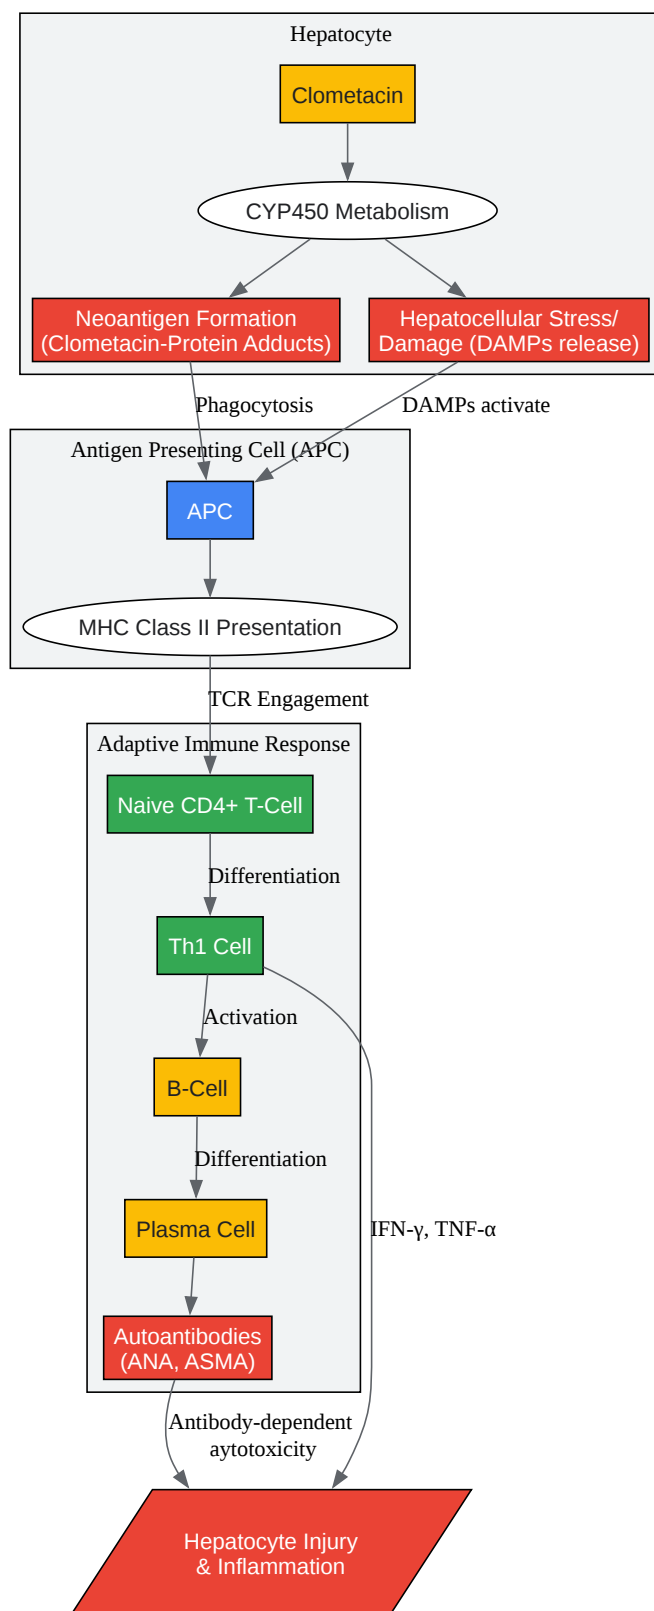 Hepatocyte
Clometacin
CYP450 Metabolism
Neoantigen Formation
(Clometacin-Protein Adducts)
Hepatocellular Stress/
Damage (DAMPs release)
Phagocytosis
DAMPs activate
Antigen Presenting Cell (APC)
APC
MHC Class II Presentation
TCR Engagement
Adaptive Immune Response
Naive CD4+ T-Cell
Differentiation
Th1 Cell
Activation
B-Cell
Differentiation
Plasma Cell
IFN-γ, TNF-α
Autoantibodies
(ANA, ASMA)
Antibody-dependent
aytotoxicity
Hepatocyte Injury
& Inflammation